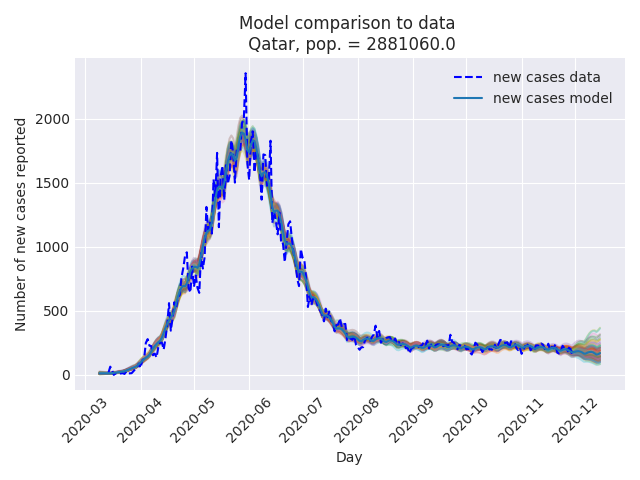 Model comparison to data
Qatar, pop. = 2881060.0
new cases data
new cases model
Number of new cases reported
2000
1500
1000
500
0
2020-03
2020-04
2020-05
2020-06
2020-07
2020-08
2020-09
2020-10
2020-11
2020-12
Day